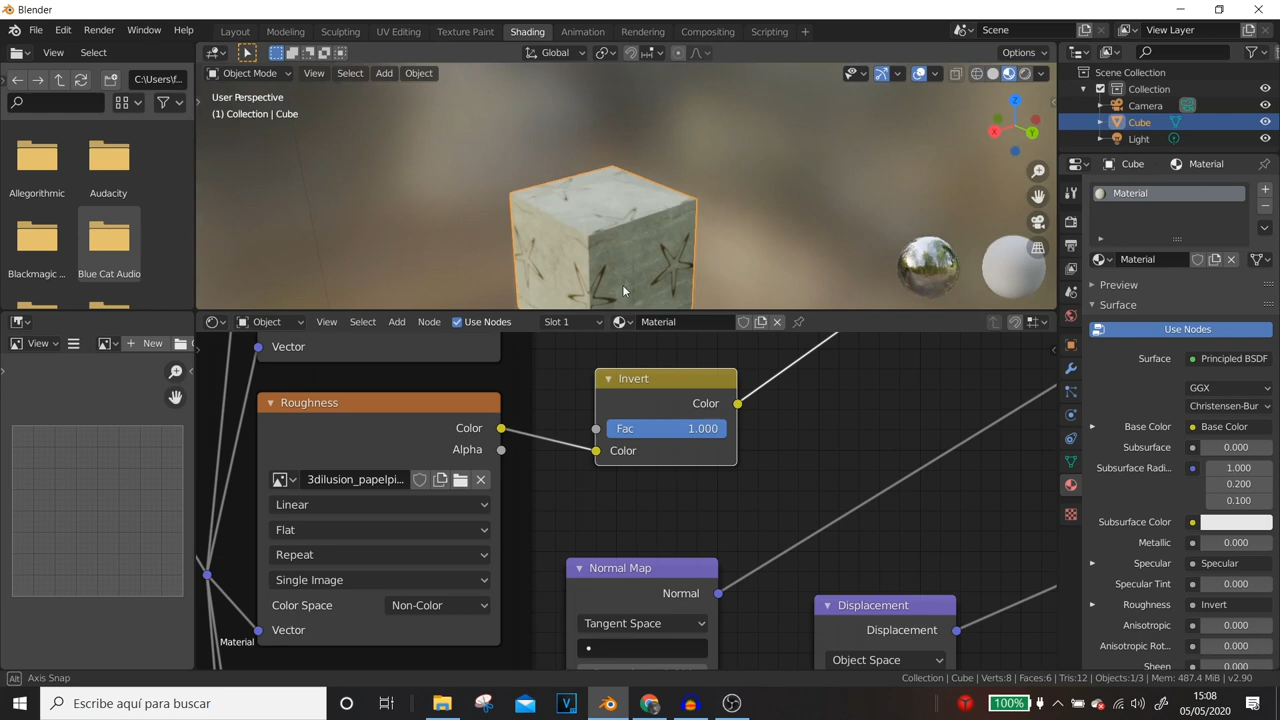 Blender
File Edit Render Window Help
Layout Modeling Sculpting UV Editing Texture Paint Shading Animation Rendering Compositing Scripting +
Scene
View Layer
View Select
Global
Options
C:\Users\f...
Object Mode View Select Add Object
User Perspective
(1) Collection | Cube
X Y Z
Allegorithmic
Audacity
Blackmagic ...
Blue Cat Audio
Scene Collection
Collection
Camera
Cube
Light
Cube Material
Material
Material
Preview
Surface
Use Nodes
Surface Principled BSDF
GGX
Christensen-Bur
Base Color Base Color
Subsurface 0.000
Subsurface Radi... 1.000
0.200
0.100
Subsurface Color
Metallic 0.000
Specular Specular
Specular Tint 0.000
Roughness Invert
Anisotropic 0.000
Anisotropic Rot... 0.000
Sheen
View + New
Object View Select Add Node Use Nodes Slot 1 Material
Vector
Roughness
Color
Alpha
3dilusion_papelpi...
Linear
Flat
Repeat
Single Image
Color Space Non-Color
Vector
Material
Invert
Color
Fac 1.000
Color
Normal Map
Normal
Tangent Space
Displacement
Displacement
Object Space
Alt Axis Snap
Collection | Cube | Verts:8 | Faces:6 | Tris:12 | Objects:1/3 | Mem: 487.4 MiB | v2.90
Escribe aquí para buscar
100%
15:08
05/05/2020